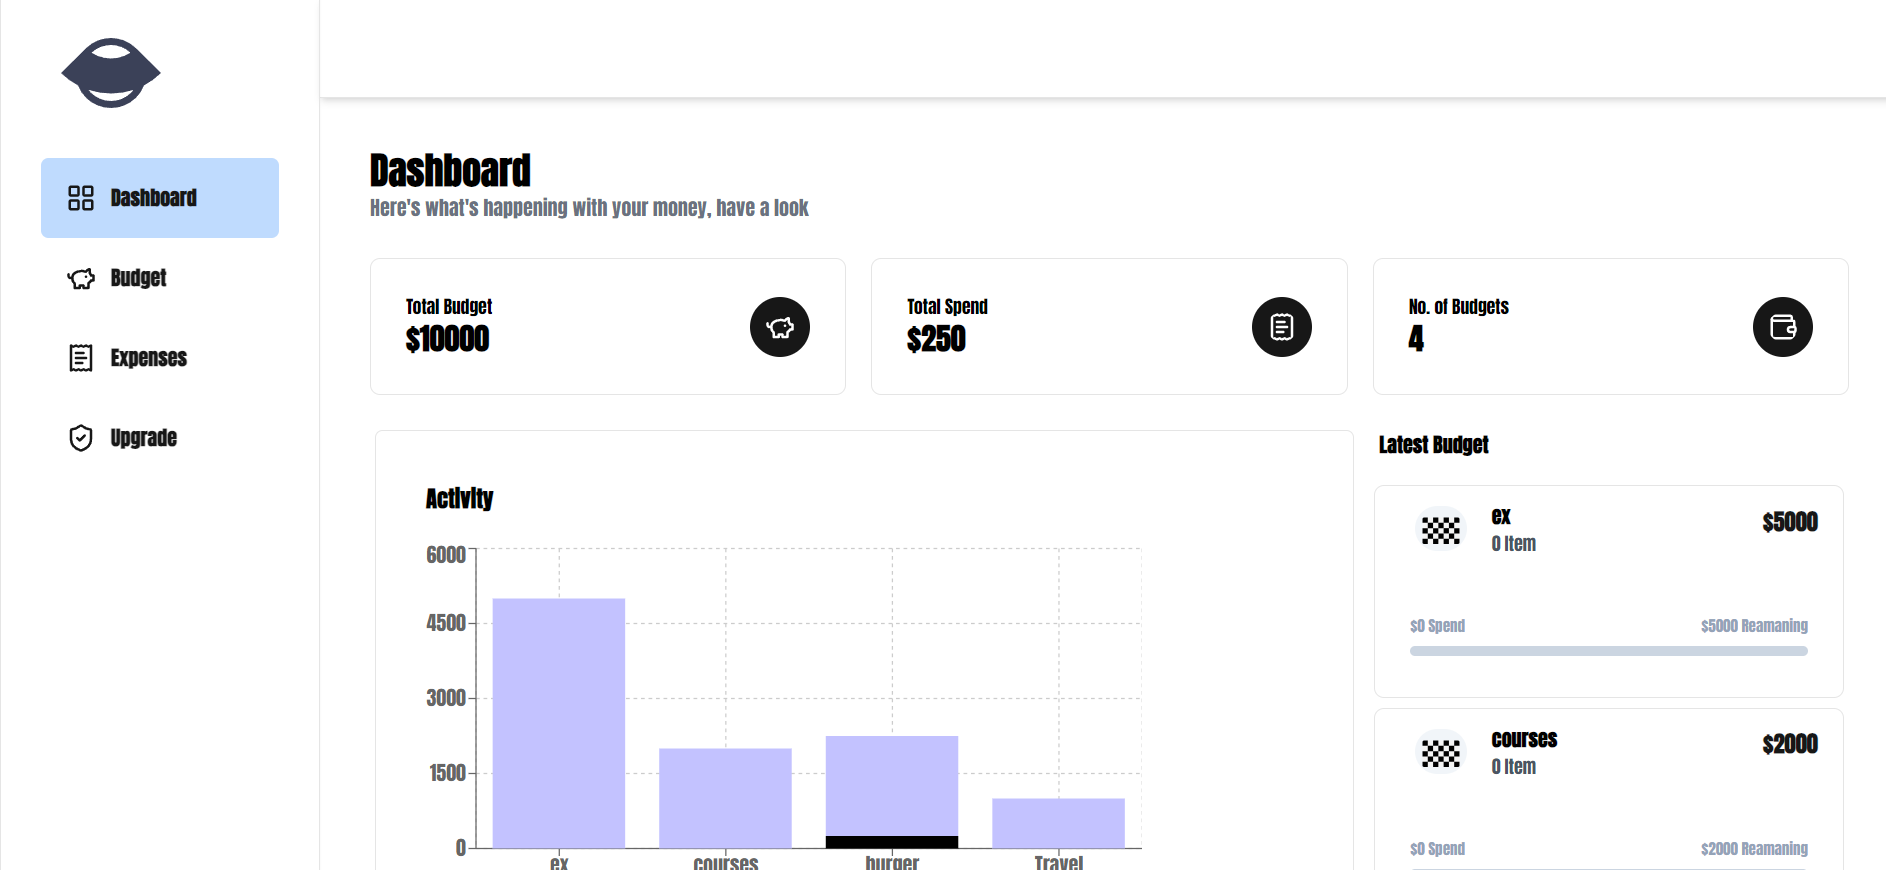 Dashboard
Budget
Expenses
Upgrade
Dashboard
Here's what's happening with your money, have a look
Total Budget
$10000
Total Spend
$250
No. of Budgets
4
Activity
6000
4500
3000
1500
0
ex
courses
burger
Travel
Latest Budget
ex
$5000
0 Item
$0 Spend
$5000 Reamaning
courses
$2000
0 Item
$0 Spend
$2000 Reamaning